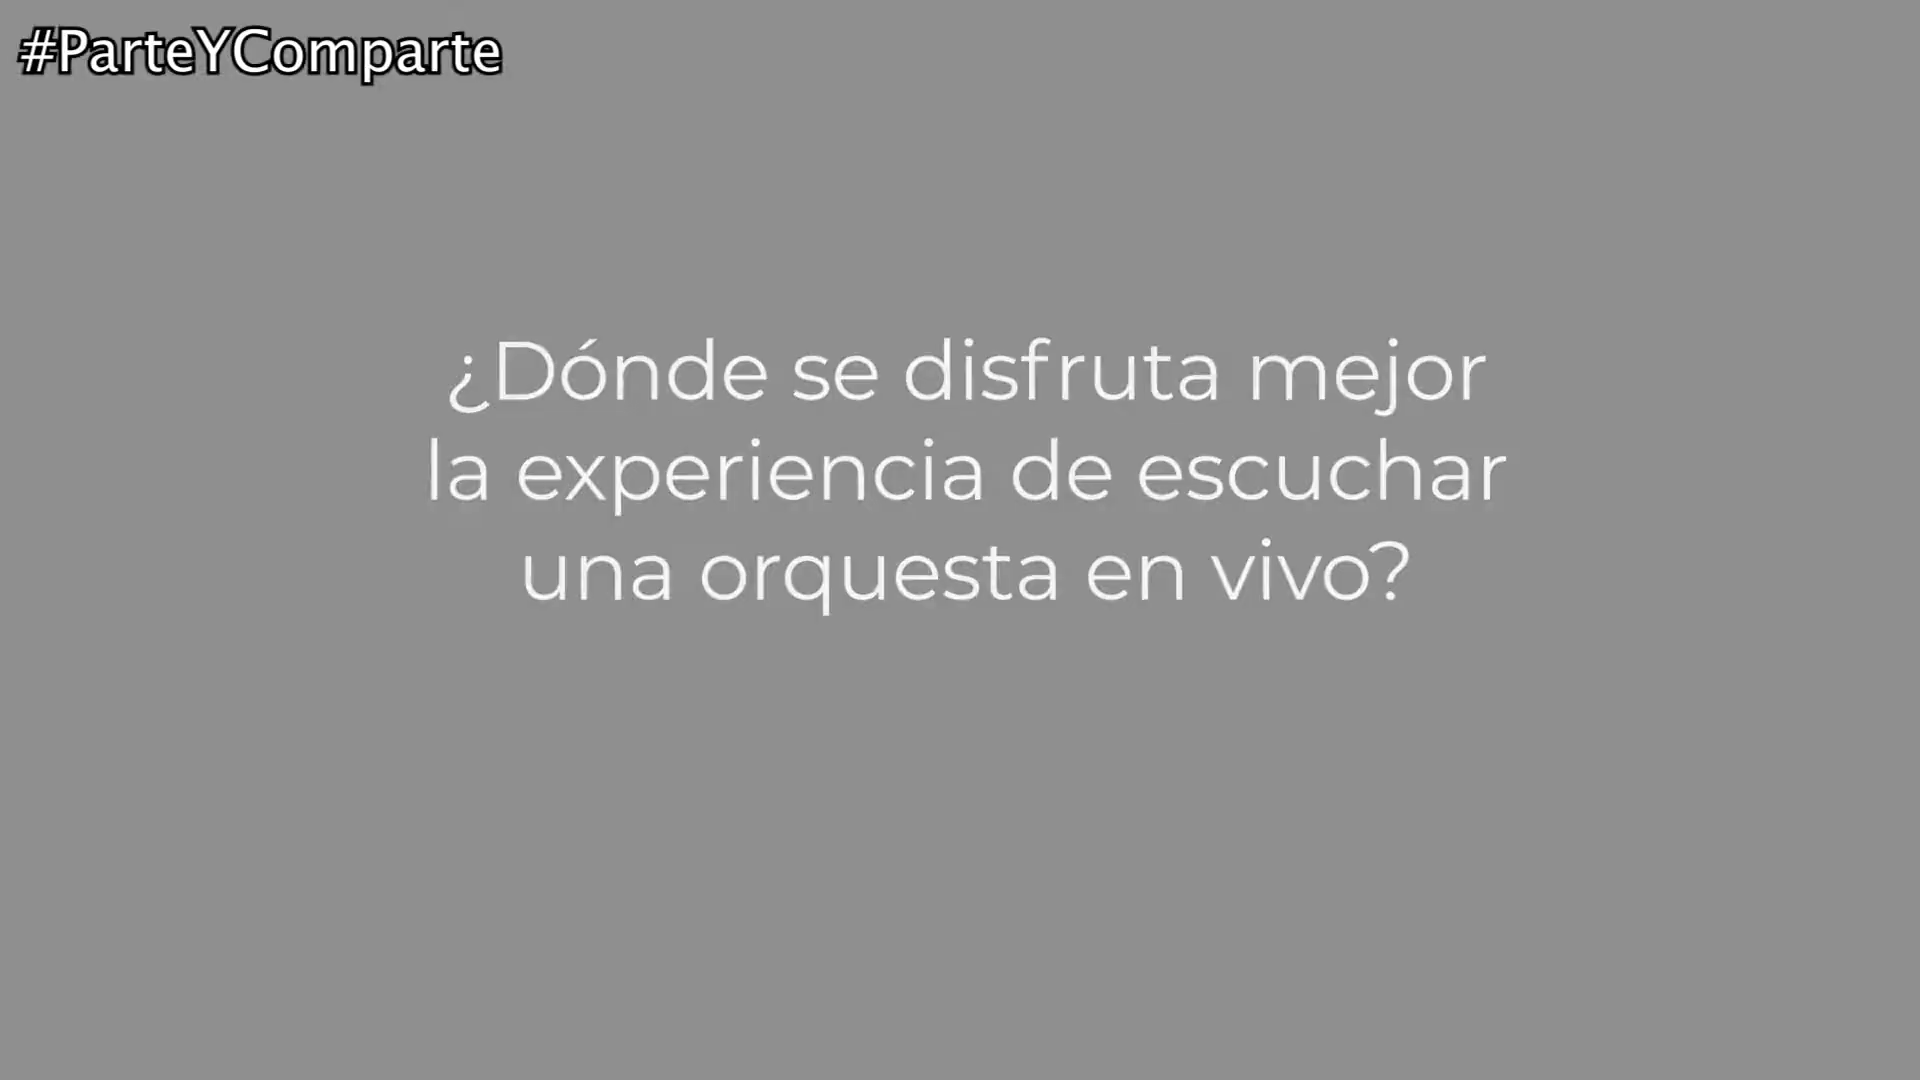 #ParteYComparte
¿Dónde se disfruta mejor
la experiencia de escuchar
una orquesta en vivo?